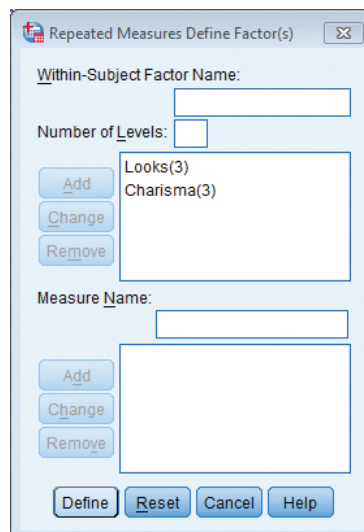 Repeated Measures Define Factor(s)
Within-Subject Factor Name:
Number of Levels:
Add
Change
Remove
Looks(3)
Charisma(3)
Measure Name:
Add
Change
Remove
Define Reset Cancel Help